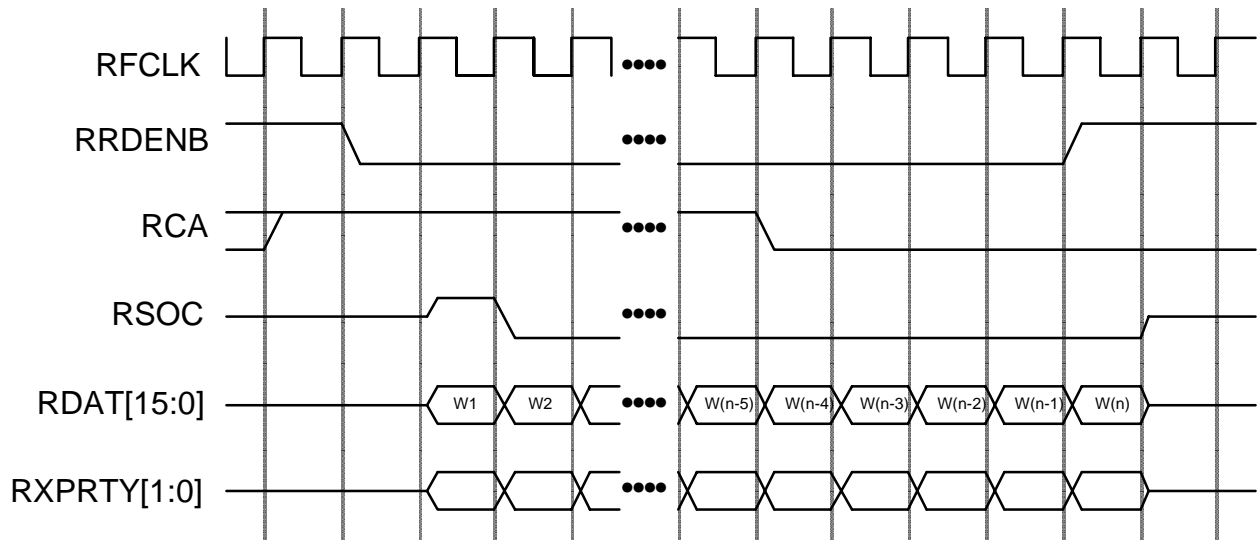 RFCLK
RRDENB
RCA
RSOC
RDAT[15:0] W1 W2 W(n-5) W(n-4) W(n-3) W(n-2) W(n-1) W(n)
RXPRTY[1:0]